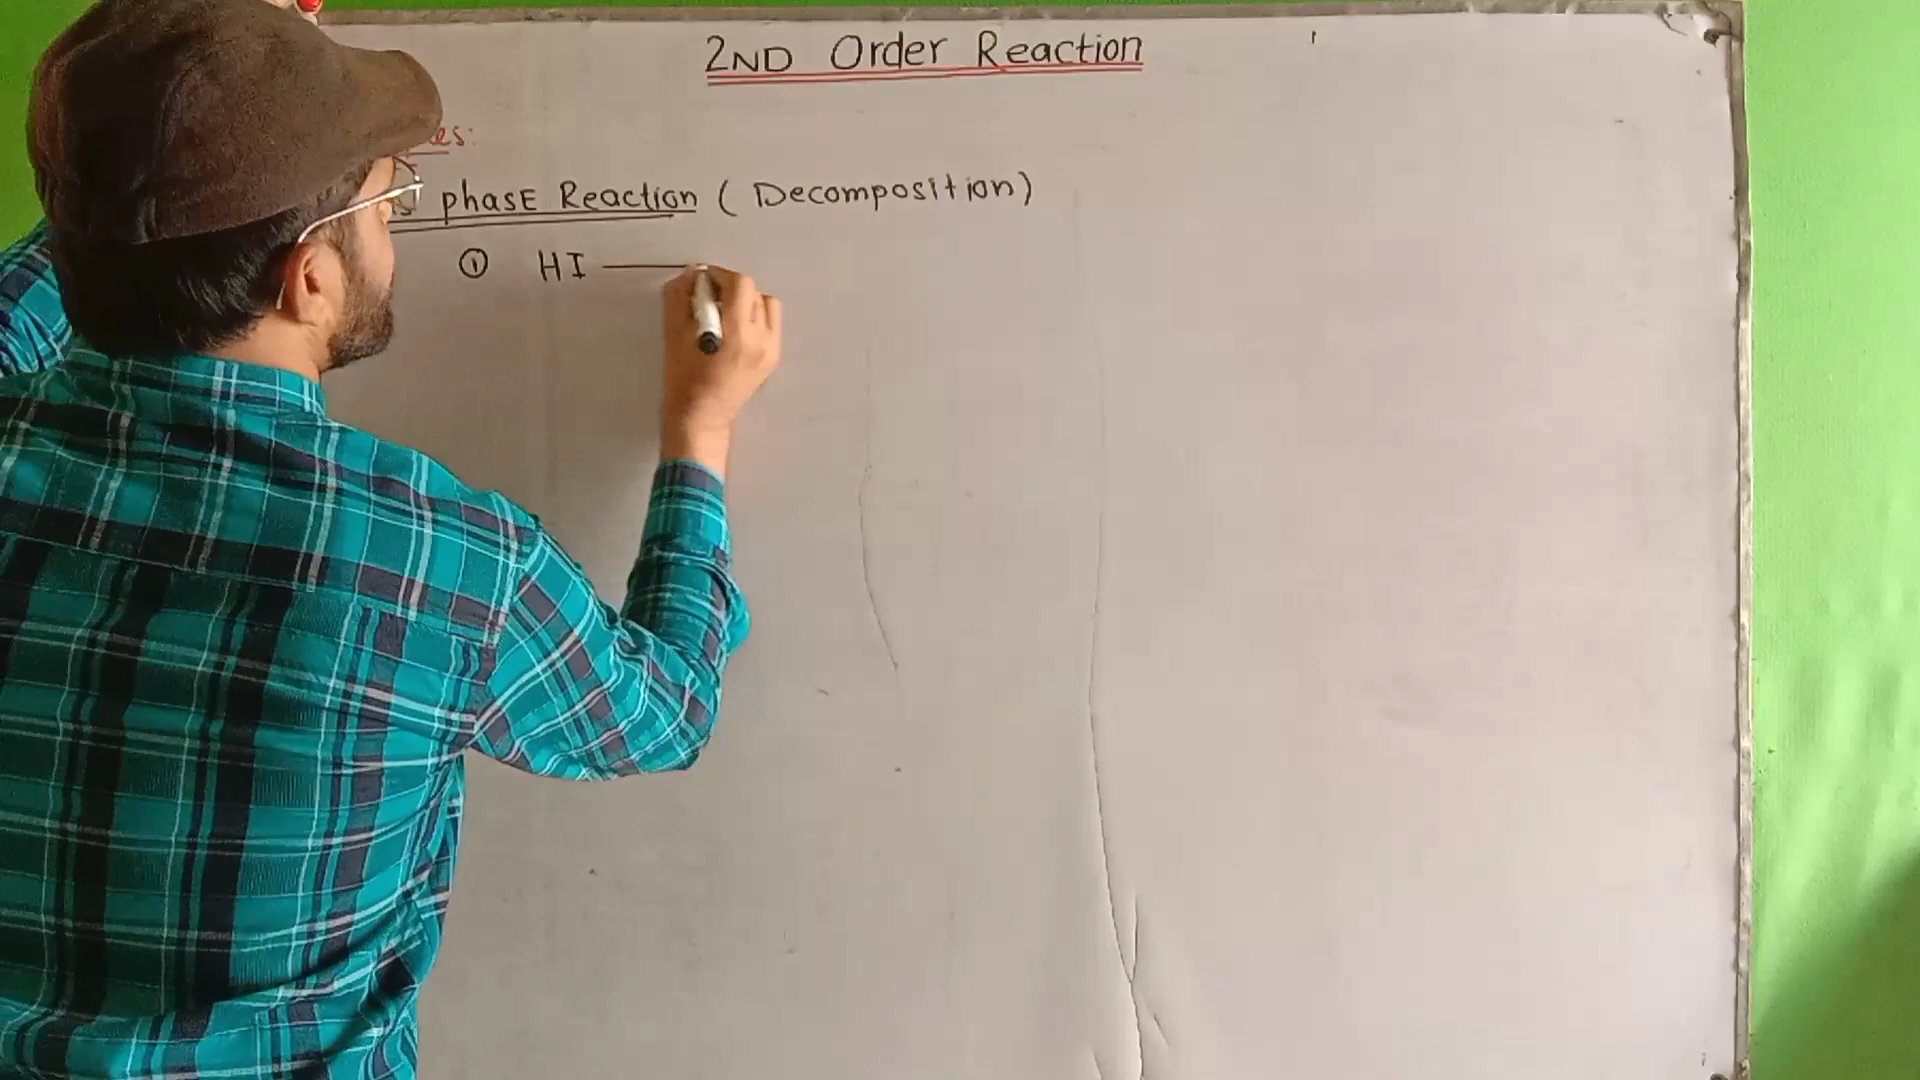 2ND Order Reaction
phasE Reaction ( Decomposition)
① HI —